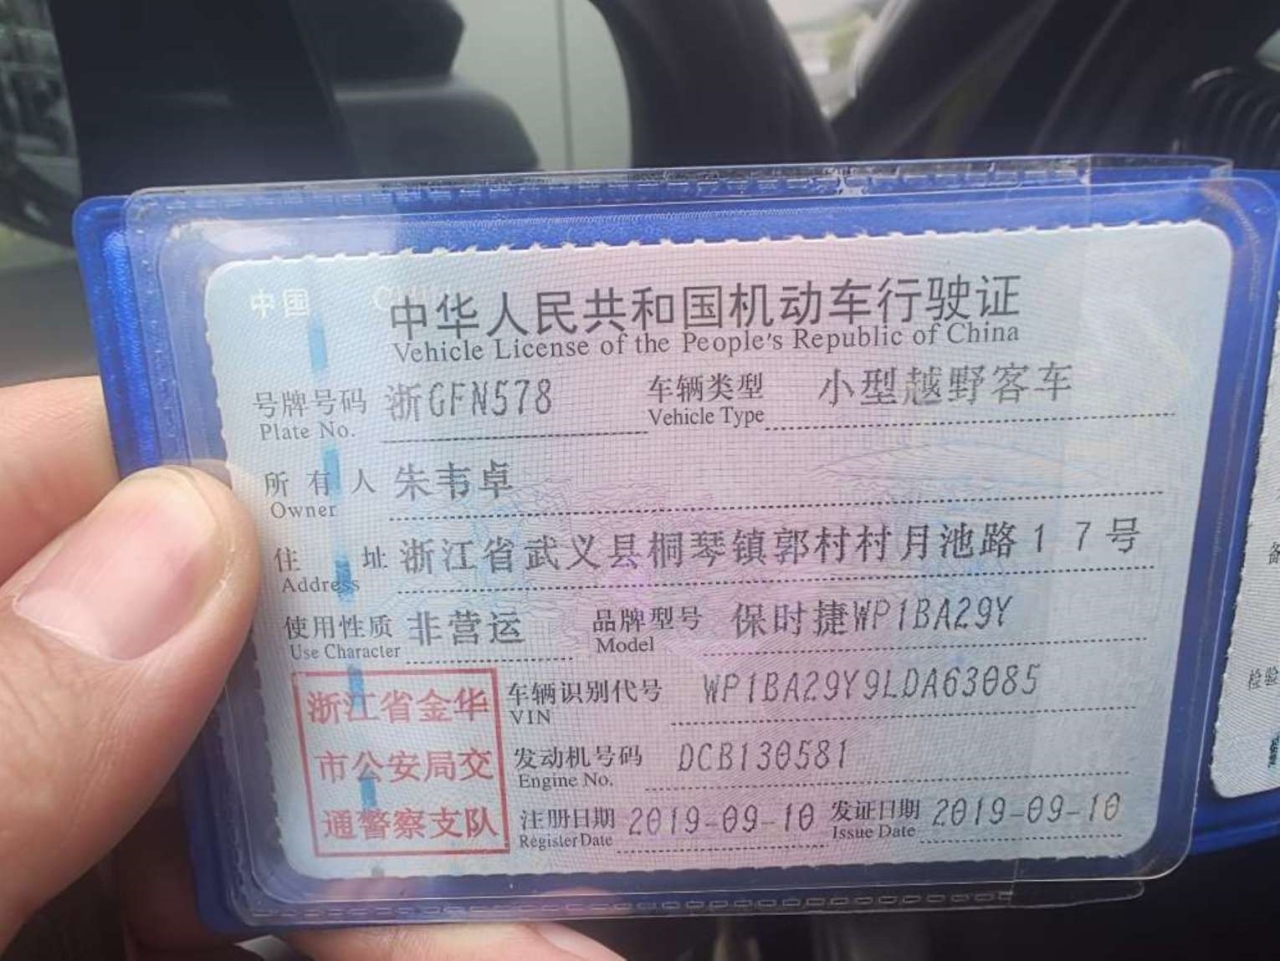 中国
中华人民共和国机动车行驶证
Vehicle License of the People's Republic of China
号牌号码 浙GFN578 车辆类型 小型越野客车
Plate No. Vehicle Type
所有人 朱韦卓
Owner
住址 浙江省武义县桐琴镇郭村村月池路17号
Address
使用性质 非营运 品牌型号 保时捷WP1BA29Y
Use Character Model
浙江省金华
市公安局交
通警察支队
车辆识别代号 WP1BA29Y9LDA63085
VIN
发动机号码 DCB130581
Engine No.
注册日期 2019-09-10 发证日期 2019-09-10
Register Date Issue Date
检验